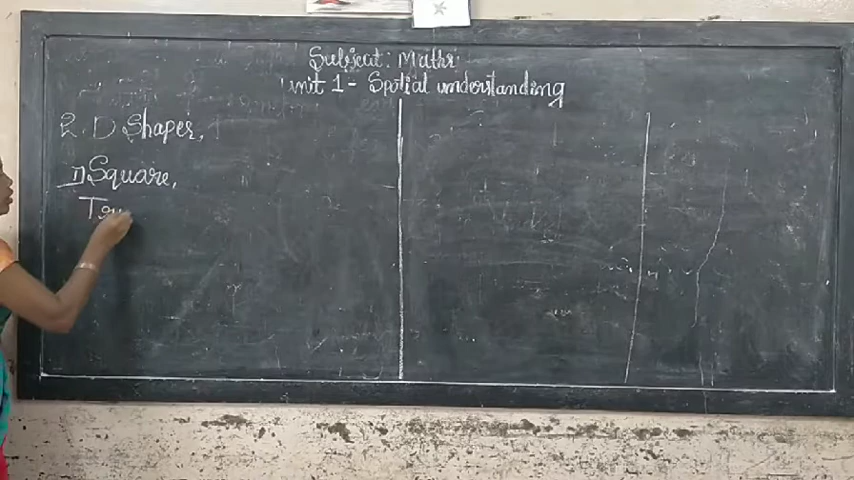 Subject: Maths
unit 1 - Spatial understanding
2. D Shapes,
1) Square,